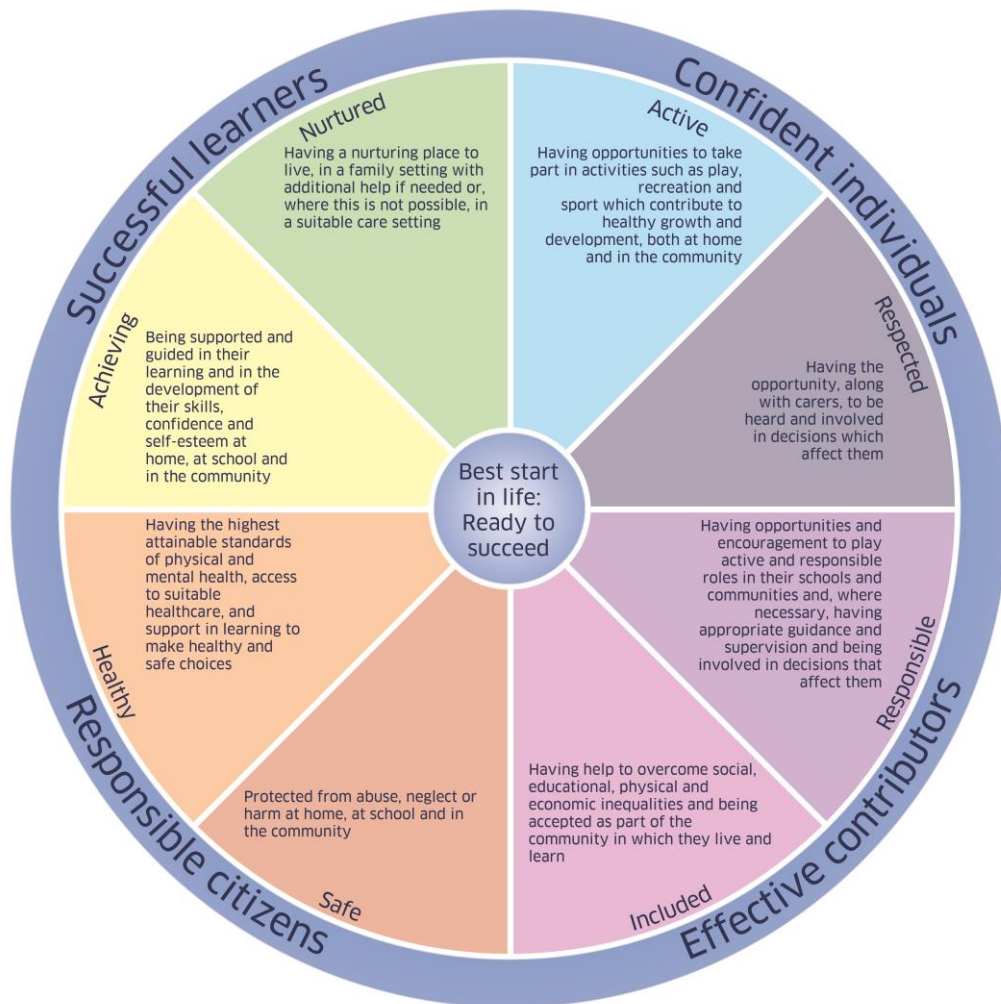 Successful learners
Confident individuals
Nurtured
Having a nurturing place to
live, in a family setting with
additional help if needed or,
where this is not possible, in
a suitable care setting
Active
Having opportunities to take
part in activities such as play,
recreation and
sport which contribute to
healthy growth and
development, both at home
and in the community
Achieving
Being supported and
guided in their
learning and in the
development of
their skills,
confidence and
self-esteem at
home, at school and
in the community
Respected
Having the
opportunity, along
with carers, to be
heard and involved
in decisions which
affect them
Best start
in life:
Ready to
succeed
Healthy
Having the highest
attainable standards
of physical and
mental health, access
to suitable
healthcare, and
support in learning to
make healthy and
safe choices
Responsible
Having opportunities and
encouragement to play
active and responsible
roles in their schools and
communities and, where
necessary, having
appropriate guidance and
supervision and being
involved in decisions that
affect them
Protected from abuse, neglect or
harm at home, at school and in
the community
Safe
Having help to overcome social,
educational, physical and
economic inequalities and being
accepted as part of the
community in which they live and
learn
Included
Responsible citizens
Effective contributors